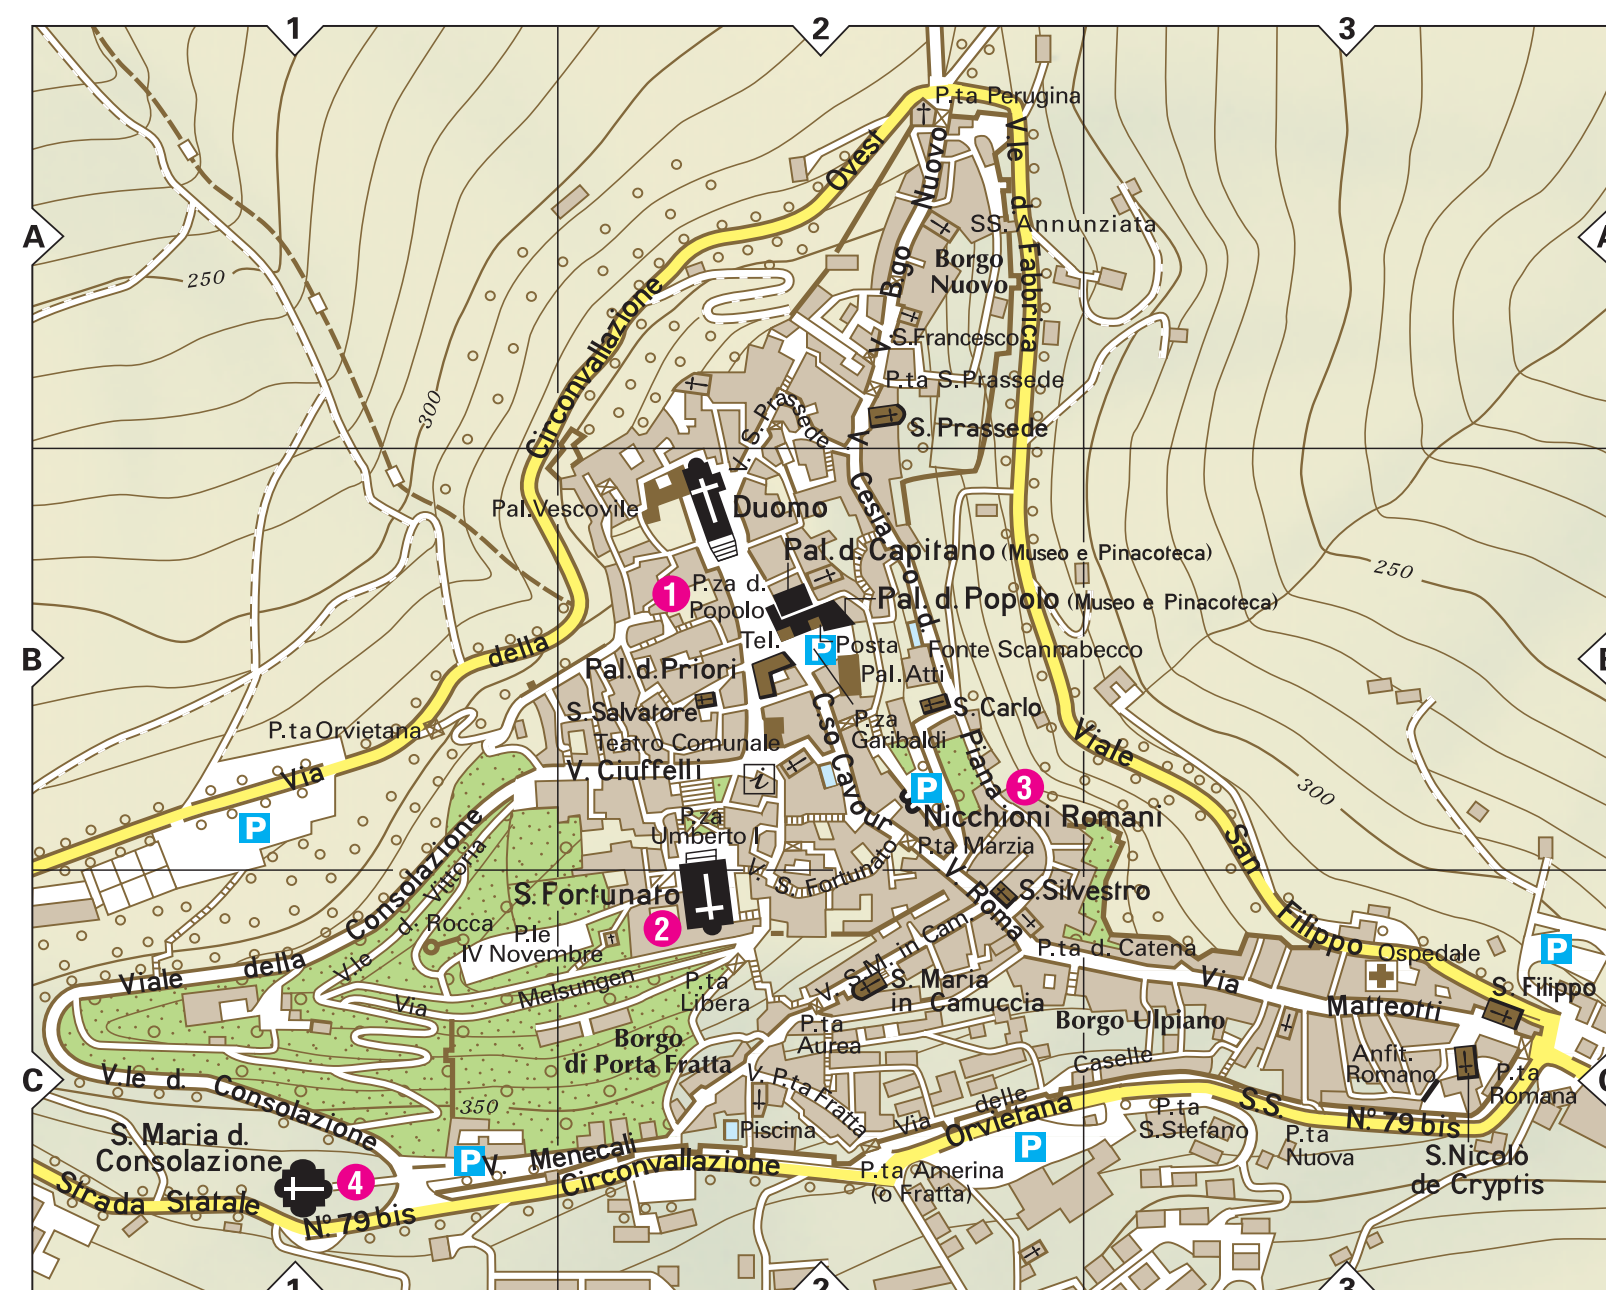 1
2
3
P.ta Perugina
V.le d. Fabbrica
Ovest
Bgo Nuovo
A
SS. Annunziata
Borgo
Nuovo
250
Circonvallazione
V.
S.Francesco
P.ta S. Prassede
300
V. S. Prassede
S. Prassede
V. Cesia
Pal. Vescovile
Duomo
Pal. d. Capitano (Museo e Pinacoteca)
250
1
P.za d.
Popolo
Pal. d. Popolo (Museo e Pinacoteca)
o d.
Tel.
P
Posta
Fonte Scannabecco
B
della
Pal. d. Priori
Pal. Atti
S. Salvatore
S. Carlo
P.ta Orvietana
C.so Cavour
P.za
Garibaldi
Teatro Comunale
Piana
Viale
Via
V. Ciuffelli
i
P
3
300
P
P.za
Umberto I
Nicchioni Romani
P.ta Marzia
San
Consolazione
d. Vittoria
V. S. Fortunato
V. Roma
S. Fortunato
S. Silvestro
Rocca
P.le
IV Novembre
2
P.ta d. Catena
Filippo
Ospedale
P
Viale della
V.le
Via Melsungen
P.ta
Libera
V. S.M. in Cam.
S. Maria
in Camuccia
Via Matteotti
S. Filippo
Borgo
di Porta Fratta
P.ta
Aurea
Borgo Ulpiano
Caselle
Anfit.
Romano
P.ta
Romana
C
V.le d. Consolazione
350
V. P.ta Fratta
Via delle
Orvietana
S.S. N.° 79 bis
P.ta
S.Stefano
P.ta
Nuova
S.Nicolò
de Cryptis
S. Maria d.
Consolazione
4
P
V. Menecali
Piscina
P
Circonvallazione
P.ta Amerina
(o Fratta)
Strada Statale
N.° 79 bis
1
2
3